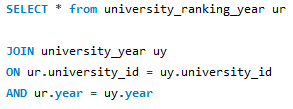 SELECT * from university_ranking_year ur
JOIN university_year uy
ON ur.university_id = uy.university_id
AND ur.year = uy.year